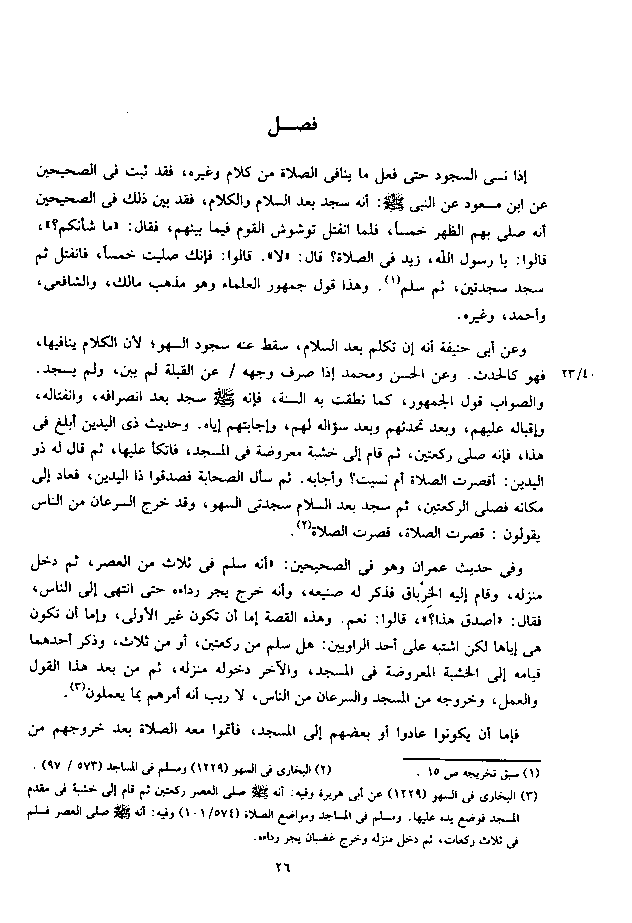 فصــل
إذا نسى السجود حتى فعل ما ينافى الصلاة من كلام وغيره، فقد ثبت فى الصحيحين
عن ابن مسعود عن النبى ﷺ: أنه سجد بعد السلام والكلام، فقد بين ذلك فى الصحيحين
أنه صلى بهم الظهر خمساً، فلما انفتل توشوش القوم فيما بينهم، فقال: «ما شأنكم؟»،
قالوا: يا رسول الله، زيد فى الصلاة؟ قال: «لا». قالوا: فإنك صليت خمساً، فانفتل ثم
سجد سجدتين، ثم سلم(١). وهذا قول جمهور العلماء وهو مذهب مالك، والشافعى،
وأحمد، وغيره.
وعن أبى حنيفة أنه إن تكلم بعد السلام، سقط عنه سجود السهو؛ لأن الكلام ينافيها،
فهو كالحدث. وعن الحسن ومحمد إذا صرف وجهه / عن القبلة لم يبن، ولم يسجد. ٢٣/٤٠
والصواب قول الجمهور، كما نطقت به السنة، فإنه ﷺ سجد بعد انصرافه، وانفتاله،
وإقباله عليهم، وبعد تحدثهم وبعد سؤاله لهم، وإجابتهم إياه. وحديث ذى اليدين أبلغ فى
هذا، فإنه صلى ركعتين، ثم قام إلى خشبة معروضة فى المسجد، فاتكأ عليها، ثم قال له ذو
اليدين: أقصرت الصلاة أم نسيت؟ وأجابه. ثم سأل الصحابة فصدقوا ذا اليدين، فعاد إلى
مكانه فصلى الركعتين، ثم سجد بعد السلام سجدتى السهو، وقد خرج السرعان من الناس
يقولون : قصرت الصلاة، قصرت الصلاة(٢).
وفى حديث عمران وهو فى الصحيحين: «أنه سلم فى ثلاث من العصر، ثم دخل
منزله، وقام إليه الخِرْباق فذكر له صنيعه، وأنه خرج يجر رداءه حتى انتهى إلى الناس،
فقال: «أصدق هذا؟»، قالوا: نعم. وهذه القصة إما أن تكون غير الأولى، وإما أن تكون
هى إياها لكن اشتبه على أحد الراويين: هل سلم من ركعتين، أو من ثلاث، وذكر أحدهما
قيامه إلى الخشبة المعروضة فى المسجد، والآخر دخوله منزله، ثم من بعد هذا القول
والعمل، وخروجه من المسجد والسرعان من الناس، لا ريب أنه أمرهم بما يعملون(٣).
فإما أن يكونوا عادوا أو بعضهم إلى المسجد، فأتموا معه الصلاة بعد خروجهم من
(١) سبق تخريجه ص ١٥ . (٢) البخارى فى السهو (١٢٢٩) ومسلم فى المساجد (٥٧٣ / ٩٧) .
(٣) البخارى فى السهو (١٢٢٩) عن أبى هريرة وفيه: أنه ﷺ صلى العصر ركعتين ثم قام إلى خشبة فى مقدم
المسجد فوضع يده عليها. ومسلم فى المساجد ومواضع الصلاة (١٠١/٥٧٤) وفيه: أنه ﷺ صلى العصر فسلم
فى ثلاث ركعات، ثم دخل منزله وخرج غضبان يجر رداءه.
٢٦